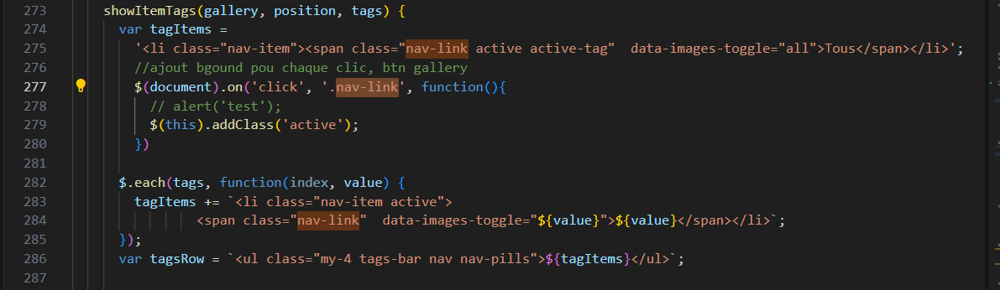 273 showItemTags(gallery, position, tags) {
274 var tagItems =
275 '<li class="nav-item"><span class="nav-link active active-tag"  data-images-toggle="all">Tous</span></li>';
276 //ajout bgound pou chaque clic, btn gallery
277 $(document).on('click', '.nav-link', function(){
278 // alert('test');
279 $(this).addClass('active');
280 })
281
282 $.each(tags, function(index, value) {
283 tagItems += `<li class="nav-item active">
284 <span class="nav-link"  data-images-toggle="${value}">${value}</span></li>`;
285 });
286 var tagsRow = `<ul class="my-4 tags-bar nav nav-pills">${tagItems}</ul>`;
287